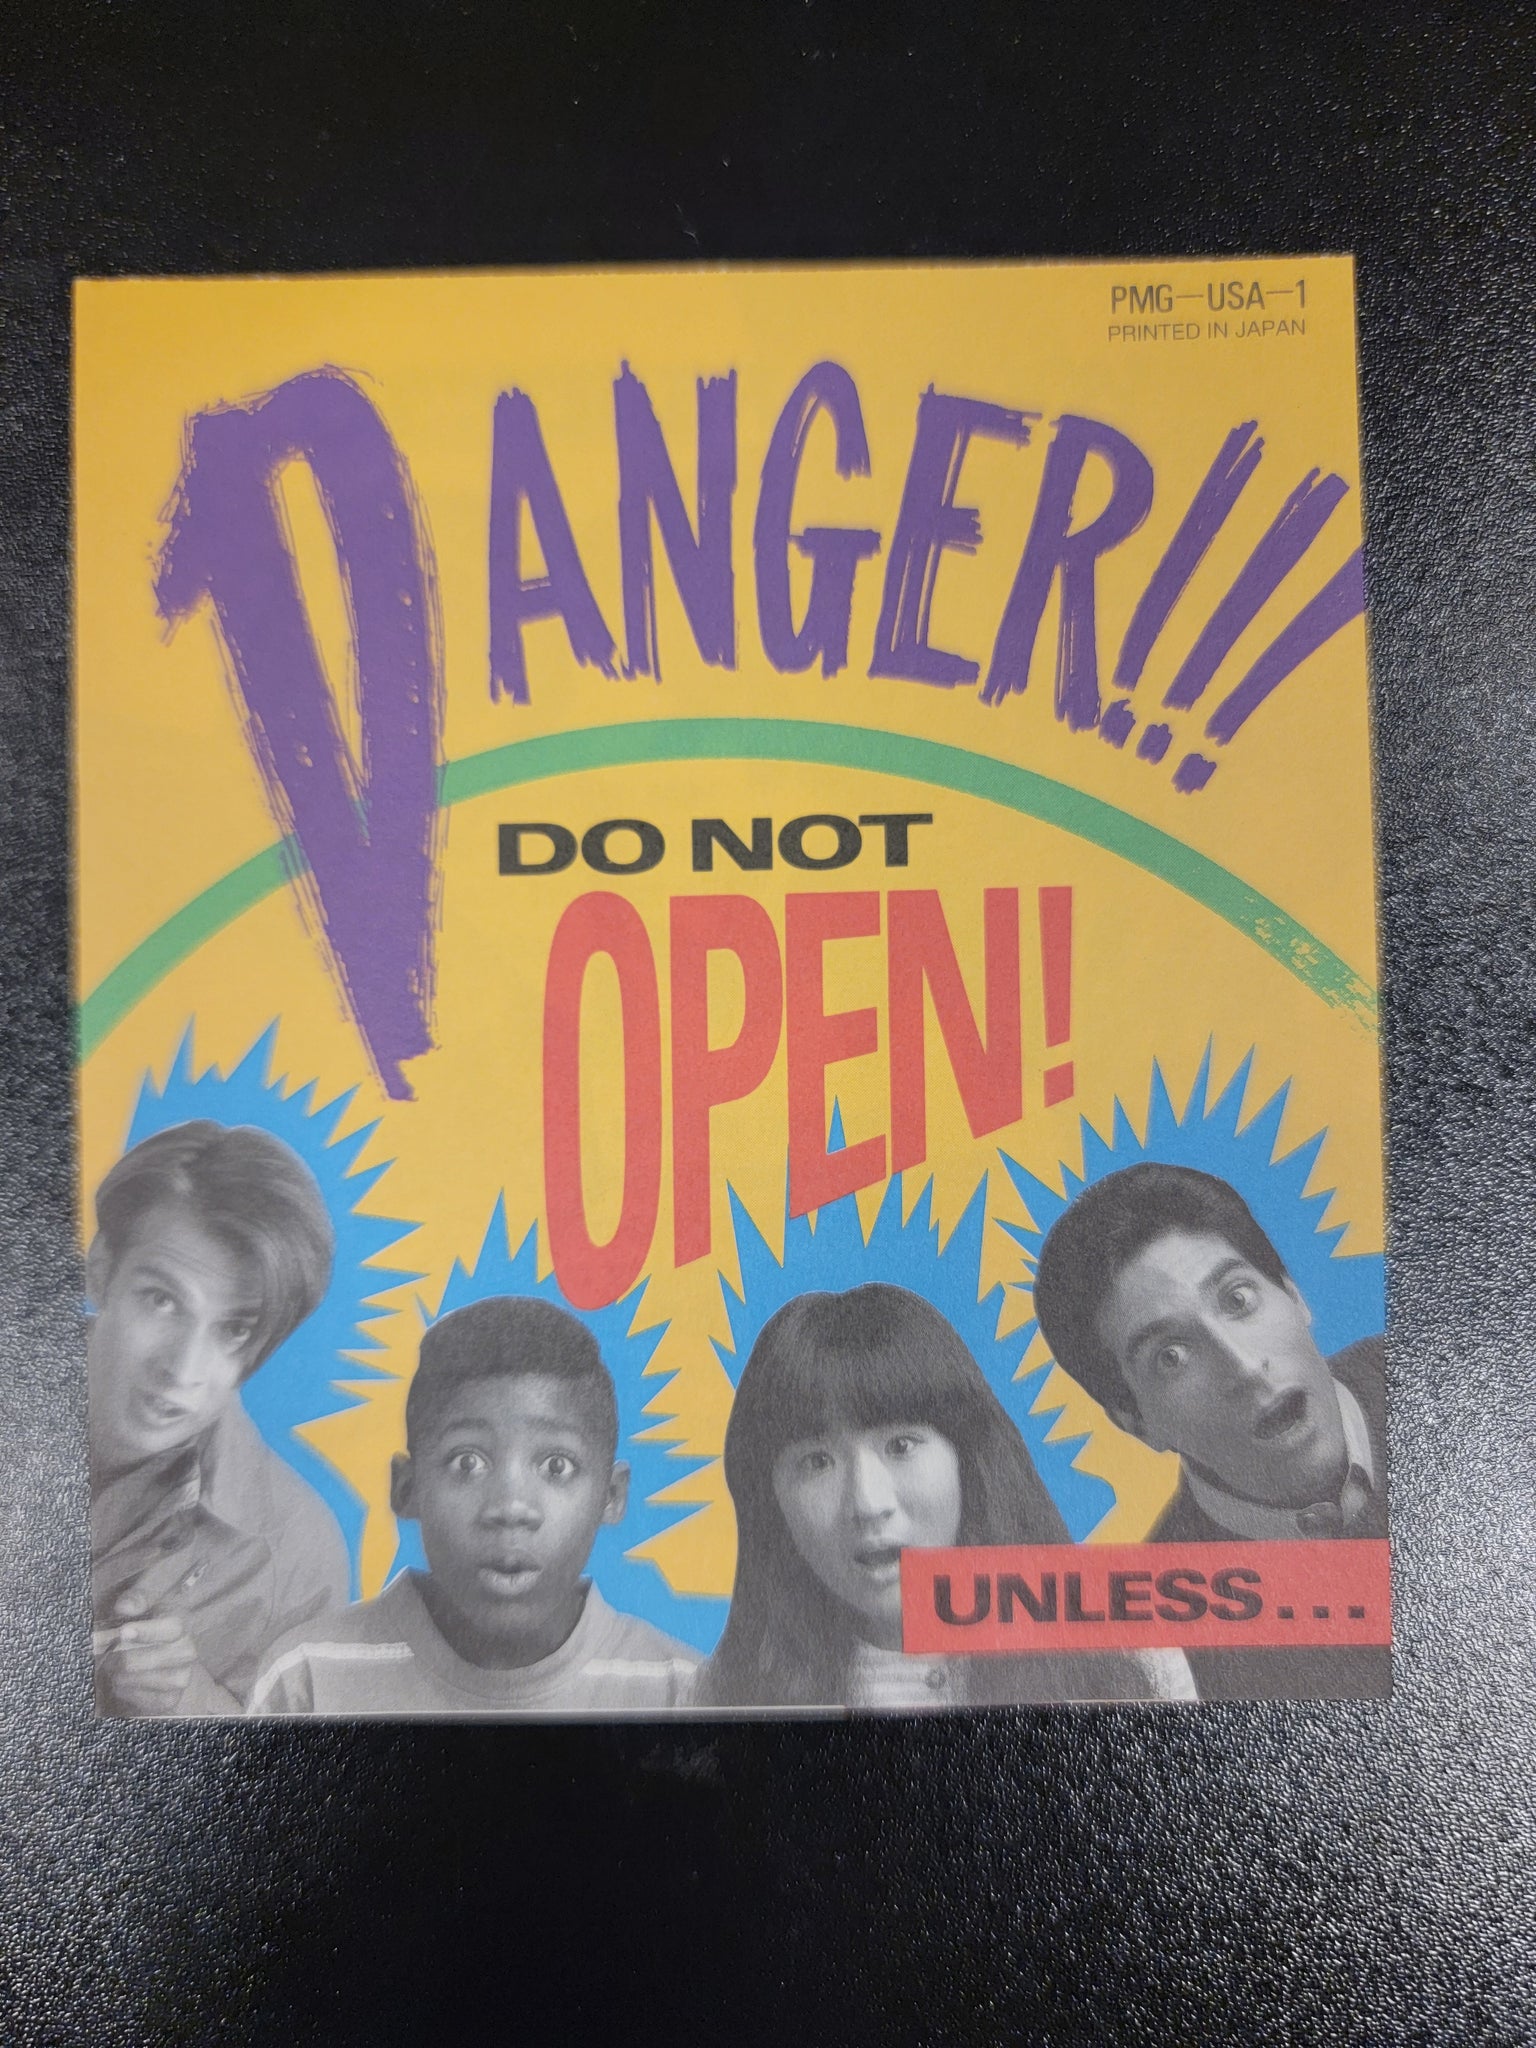 PMG-USA-1
PRINTED IN JAPAN
DANGER!!!
DO NOT
OPEN!
UNLESS...